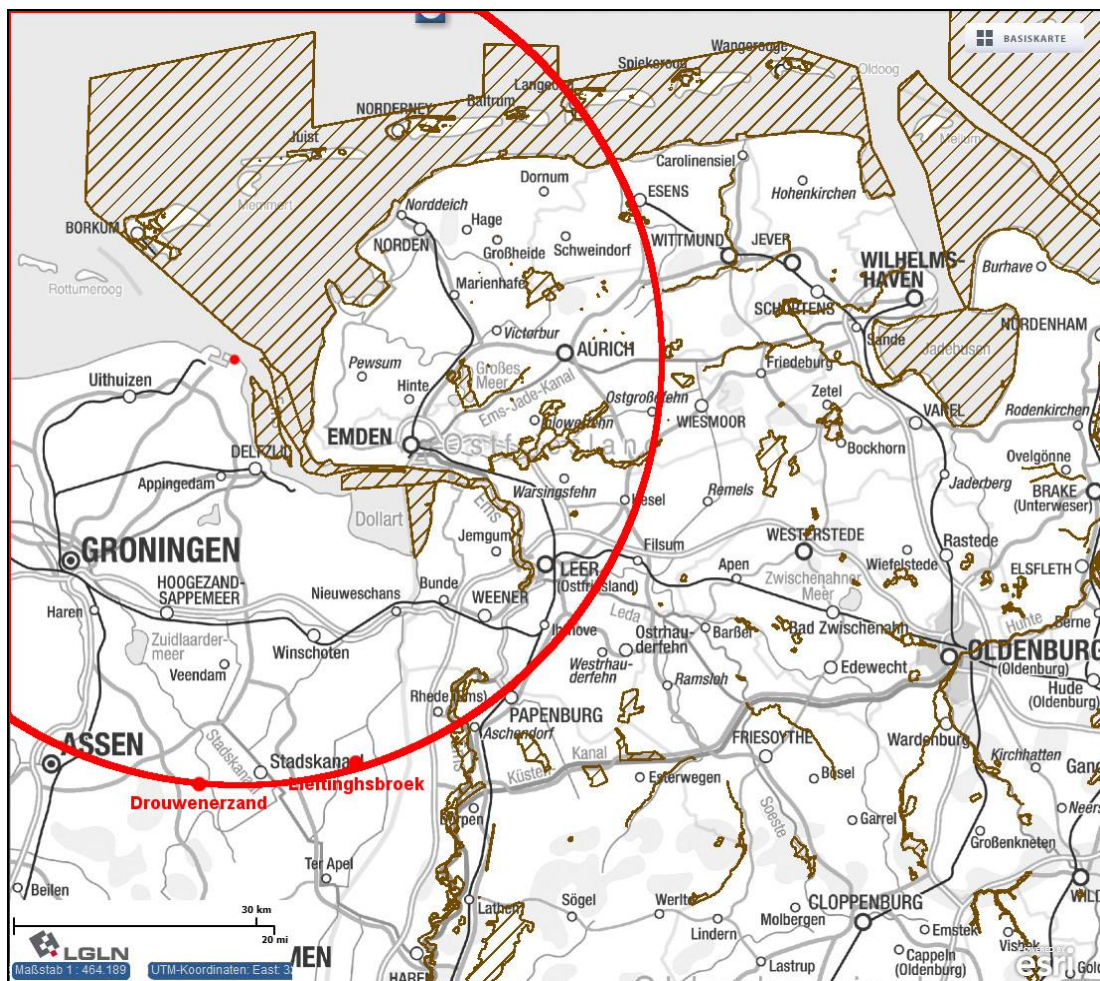 BASISKARTE
Wangerooge
Spiekeroog
Oldoog
Langeoog
Baltrum
NORDERNEY
Juist
Mellum
Memmert
Carolinensiel
Dornum
ESENS
Hohenkirchen
Norddeich
Hage
BORKUM
NORDEN
Großheide
Schweindorf
WITTMUND
JEVER
WILHELMS-
HAVEN
Burhave
Rottumeroog
Marienhafe
SCHORTENS
NORDENHAM
Victorbur
AURICH
Sande
Jadebusen
Pewsum
Großes
Meer
Friedeburg
Uithuizen
Hinte
Ems-Jade-Kanal
Ostgroßefehn
Zetel
WIESMOOR
VAREL
Rodenkirchen
EMDEN
Ihlowerfehn
Ostfriesland
Bockhorn
DELFZIJL
Ovelgönne
Appingedam
Warsingsfehn
Jaderberg
BRAKE
(Unterweser)
Ems
Hesel
Remels
Dollart
Jemgum
WESTERSTEDE
Rastede
GRONINGEN
Filsum
LEER
(Ostfriesland)
Apen
Wiefelstede
ELSFLETH
HOOGEZAND-
SAPPEMEER
Bunde
Zwischenahner
Meer
Nieuweschans
WEENER
Haren
Leda
Berne
Hunte
Ihrhove
Ostrhau-
derfehn
Barßel
Bad Zwischenahn
Zuidlaarder-
meer
Winschoten
Westrhau-
derfehn
OLDENBURG
(Oldenburg)
Veendam
Edewecht
Ramsloh
Hude
(Oldenburg)
Rhede (Ems)
PAPENBURG
Aschendorf
Wardenburg
ASSEN
FRIESOYTHE
Kanal
Küsten
Kirchhatten
Stadskanaal
Stadskanaal
Esterwegen
Bösel
Lieftinghsbroek
Drouwenerzand
Dörpen
Soeste
Garrel
Großenkneten
Ter Apel
Beilen
Sögel
Werlte
Lathen
CLOPPENBURG
Molbergen
Lindern
Emstek
30 km
20 mi
LGLN
Cappeln
(Oldenburg)
Lastrup
POWERED BY
esri
Maßstab 1 : 464.189
UTM-Koordinaten: East: 3